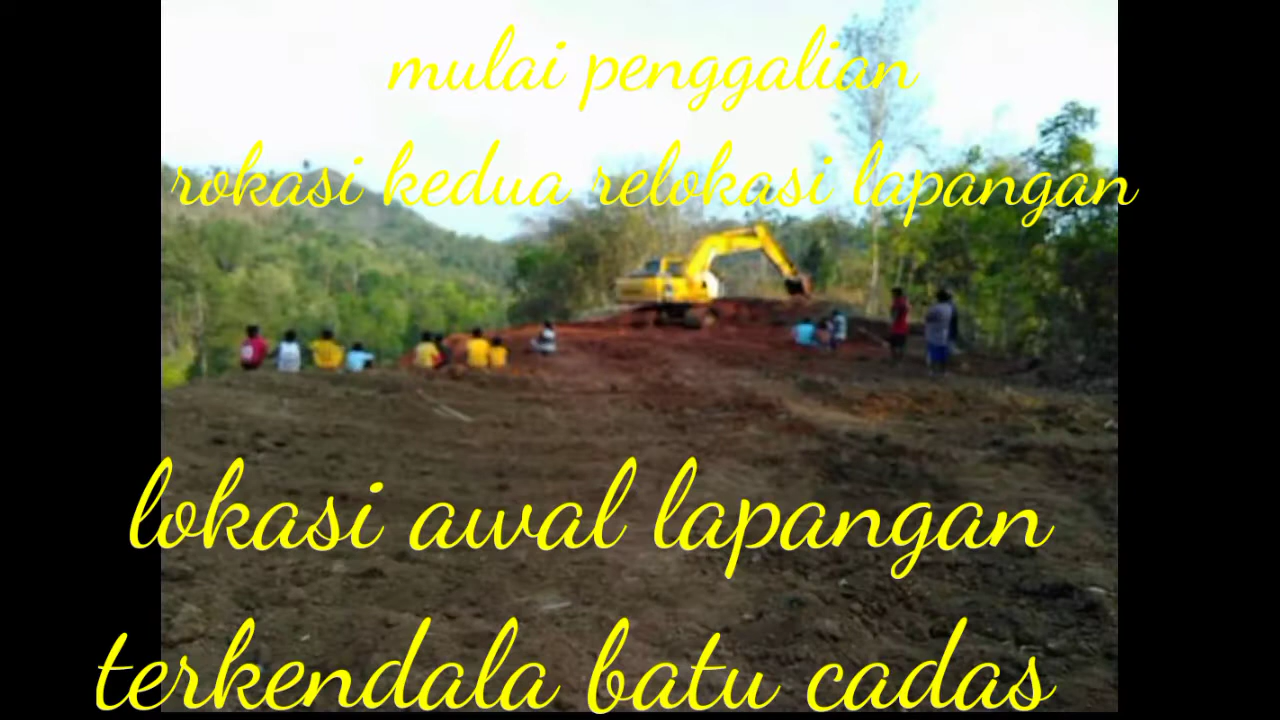 mulai penggalian
rokasi kedua relokasi lapangan
lokasi awal lapangan
terkendala batu cadas